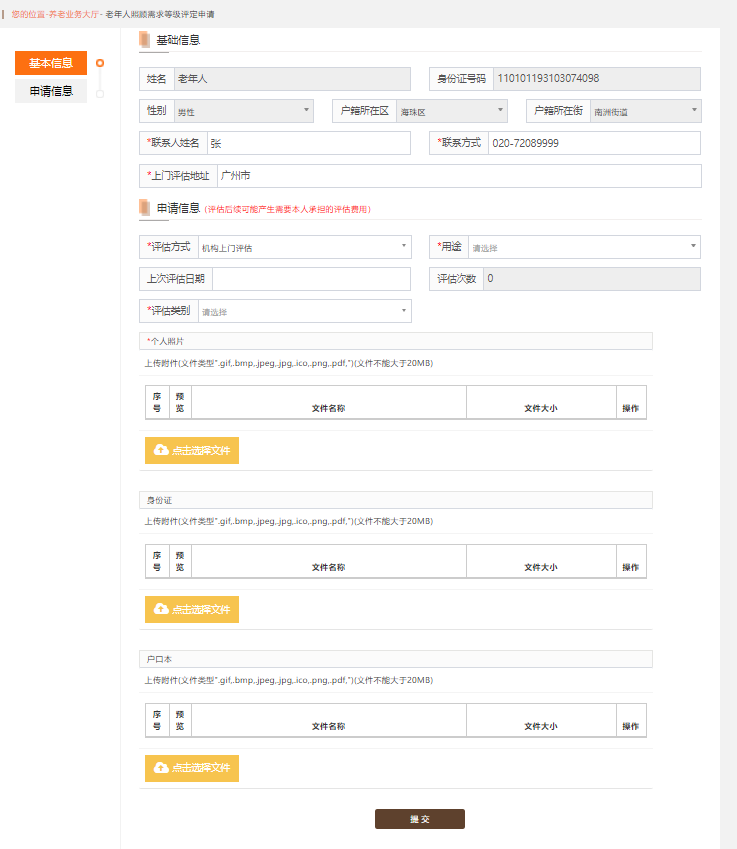 您的位置-养老业务大厅- 老年人照顾需求等级评定申请
基本信息
申请信息
基础信息
姓名 老年人 身份证号码 110101193103074098
性别 男性 户籍所在区 海珠区 户籍所在街 南洲街道
*联系人姓名 张 *联系方式 020-72089999
*上门评估地址 广州市
申请信息 (评估后续可能产生需要本人承担的评估费用)
*评估方式 机构上门评估 *用途 请选择
上次评估日期 评估次数 0
*评估类别 请选择
*个人照片
上传附件(文件类型".gif,.bmp,.jpeg,.jpg,.ico,.png,.pdf,")(文件不能大于20MB)
序号 预览 文件名称 文件大小 操作
点击选择文件
身份证
上传附件(文件类型".gif,.bmp,.jpeg,.jpg,.ico,.png,.pdf,")(文件不能大于20MB)
序号 预览 文件名称 文件大小 操作
点击选择文件
户口本
上传附件(文件类型".gif,.bmp,.jpeg,.jpg,.ico,.png,.pdf,")(文件不能大于20MB)
序号 预览 文件名称 文件大小 操作
点击选择文件
提 交